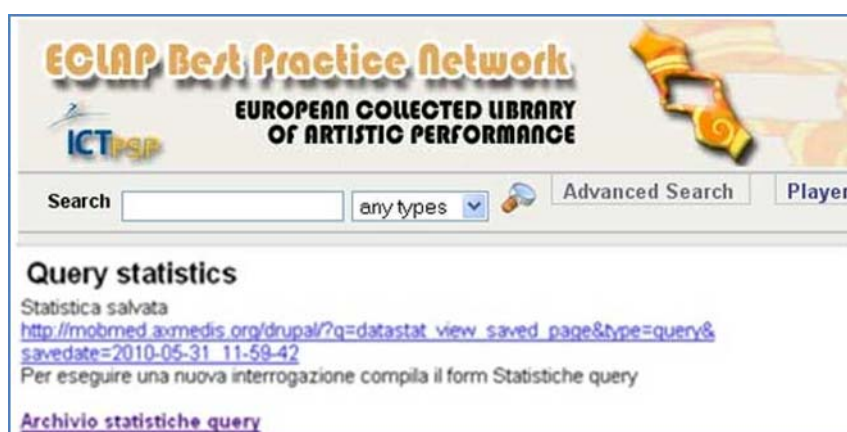 ECLAP Best Practice Network
EUROPEAN COLLECTED LIBRARY
OF ARTISTIC PERFORMANCE
ICTPSP
Search any types Advanced Search Player
Query statistics
Statistica salvata
http://mobmed.axmedis.org/drupal/?q=datastat_view_saved_page&type=query&
savedate=2010-05-31_11-59-42
Per eseguire una nuova interrogazione compila il form Statistiche query
Archivio statistiche query